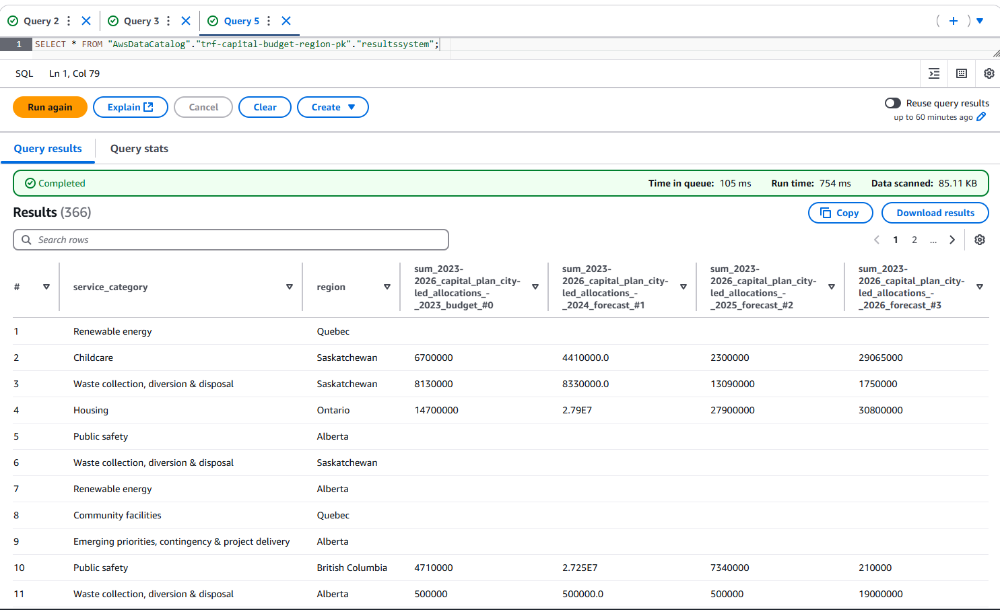 Query 2
Query 3
Query 5
1 SELECT * FROM "AwsDataCatalog"."trf-capital-budget-region-pk"."resultssystem";
SQL Ln 1, Col 79
Run again Explain Cancel Clear Create
Reuse query results
up to 60 minutes ago
Query results Query stats
Completed Time in queue: 105 ms Run time: 754 ms Data scanned: 85.11 KB
Results (366) Copy Download results
Search rows 1 2 ...
# service_category region
sum_2023-
2026_capital_plan_city-
led_allocations_-
_2023_budget_#0
sum_2023-
2026_capital_plan_city-
led_allocations_-
_2024_forecast_#1
sum_2023-
2026_capital_plan_city-
led_allocations_-
_2025_forecast_#2
sum_2023-
2026_capital_plan_city-
led_allocations_-
_2026_forecast_#3
1 Renewable energy Quebec
2 Childcare Saskatchewan 6700000 4410000.0 2300000 29065000
3 Waste collection, diversion & disposal Saskatchewan 8130000 8330000.0 13090000 1750000
4 Housing Ontario 14700000 2.79E7 27900000 30800000
5 Public safety Alberta
6 Waste collection, diversion & disposal Saskatchewan
7 Renewable energy Alberta
8 Community facilities Quebec
9 Emerging priorities, contingency & project delivery Alberta
10 Public safety British Columbia 4710000 2.725E7 7340000 210000
11 Waste collection, diversion & disposal Alberta 500000 500000.0 500000 19000000